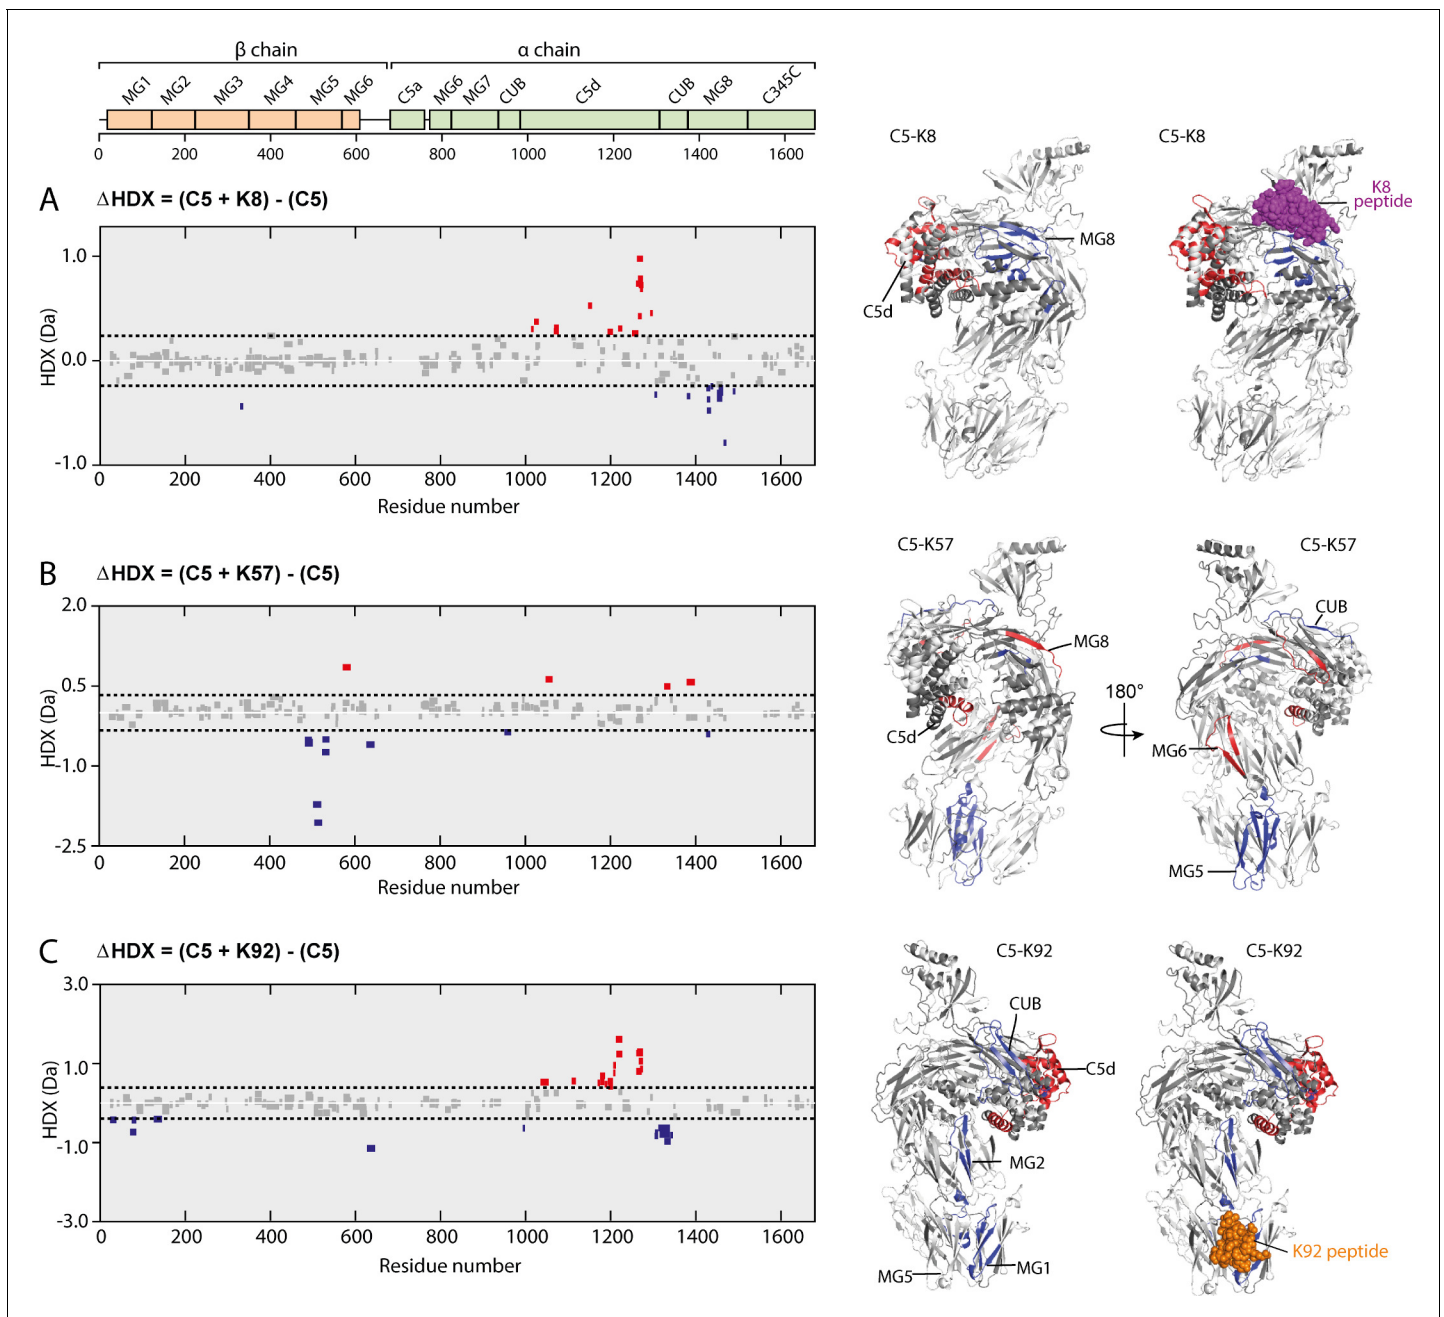 β chain
α chain
MG1 MG2 MG3 MG4 MG5 MG6 C5a MG6 MG7 CUB C5d CUB MG8 C345C
0 200 400 600 800 1000 1200 1400 1600
A ΔHDX = (C5 + K8) - (C5)
HDX (Da)
1.0
0.0
-1.0
0 200 400 600 800 1000 1200 1400 1600
Residue number
C5-K8
MG8
C5d
C5-K8
K8
peptide
B ΔHDX = (C5 + K57) - (C5)
HDX (Da)
2.0
0.5
-1.0
-2.5
0 200 400 600 800 1000 1200 1400 1600
Residue number
C5-K57
MG8
C5d
180°
C5-K57
CUB
MG6
MG5
C ΔHDX = (C5 + K92) - (C5)
HDX (Da)
3.0
1.0
-1.0
-3.0
0 200 400 600 800 1000 1200 1400 1600
Residue number
C5-K92
CUB
C5d
MG2
MG1
MG5
C5-K92
K92 peptide